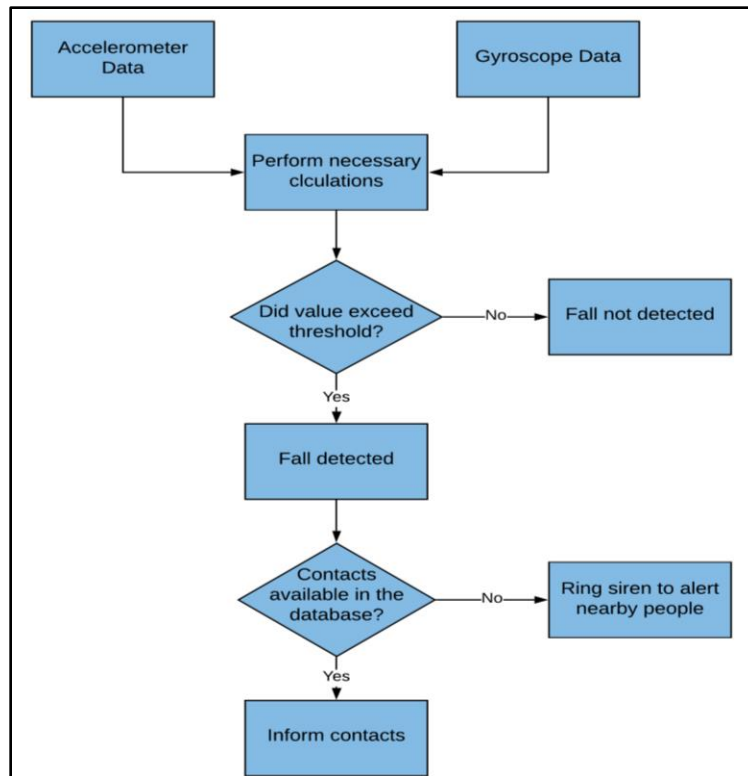 Accelerometer
Data
Gyroscope Data
Perform necessary
clculations
Did value exceed
threshold?
No
Fall not detected
Yes
Fall detected
Contacts
available in the
database?
No
Ring siren to alert
nearby people
Yes
Inform contacts